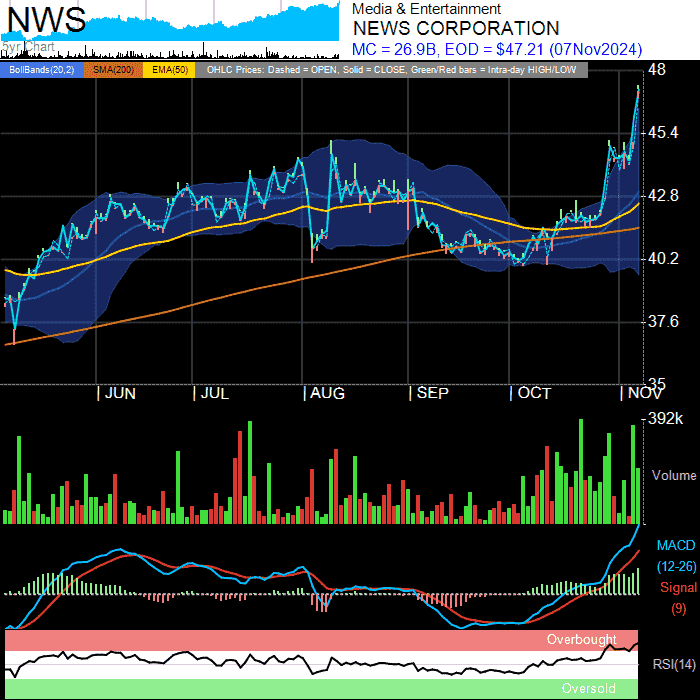 NWS
5yr Chart
Media & Entertainment
NEWS CORPORATION
MC = 26.9B, EOD = $47.21 (07Nov2024)
BollBands(20,2) SMA(200) EMA(50) OHLC Prices: Dashed = OPEN, Solid = CLOSE, Green/Red bars = Intra-day HIGH/LOW
48
45.4
42.8
40.2
37.6
35
JUN JUL AUG SEP OCT NOV
392k
Volume
MACD
(12-26)
Signal
(9)
Overbought
RSI(14)
Oversold